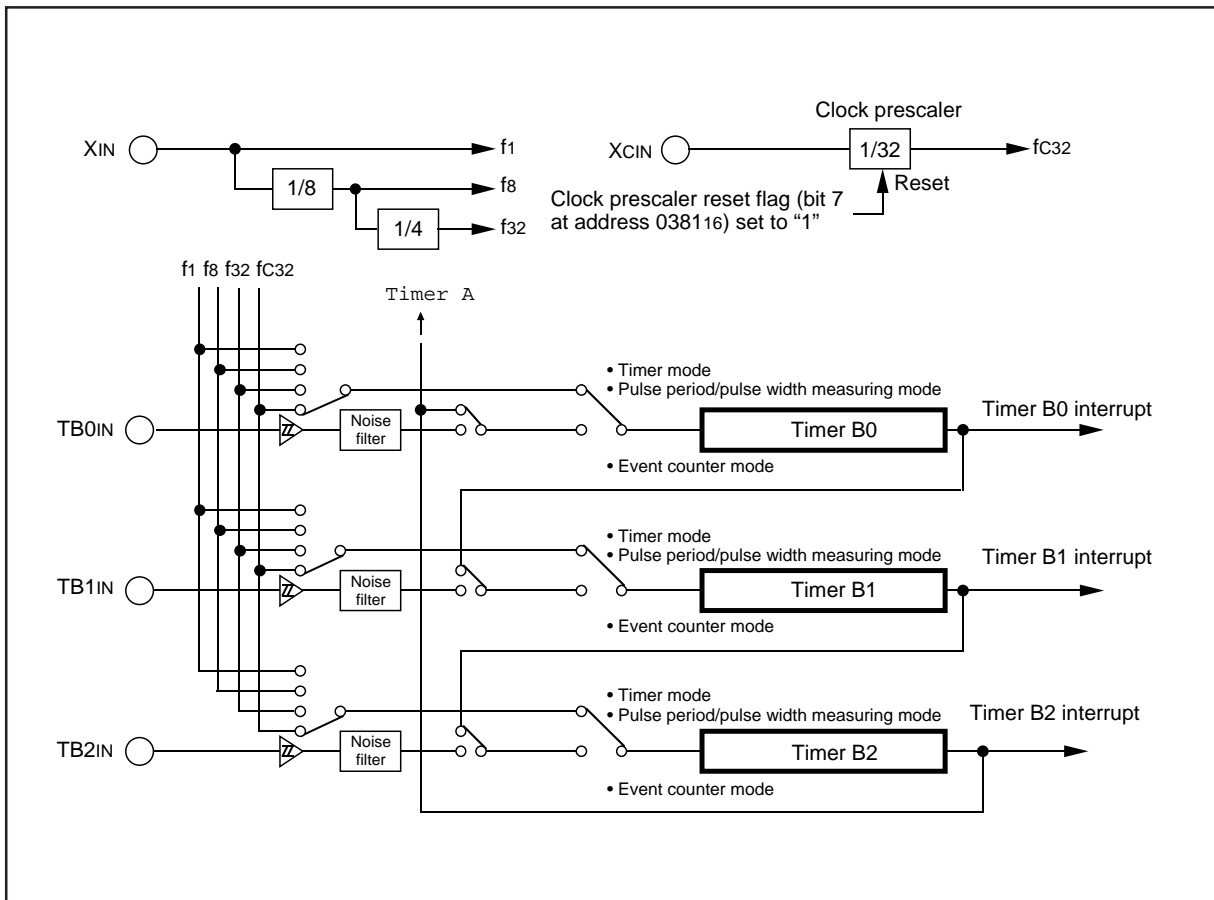 Clock prescaler
XIN
f1
XCIN
1/32
fC32
1/8
f8
Reset
Clock prescaler reset flag (bit 7
at address 038116) set to “1”
1/4
f32
f1 f8 f32 fC32
Timer A
• Timer mode
• Pulse period/pulse width measuring mode
TB0IN
Noise
filter
Timer B0
Timer B0 interrupt
• Event counter mode
• Timer mode
• Pulse period/pulse width measuring mode
TB1IN
Noise
filter
Timer B1
Timer B1 interrupt
• Event counter mode
• Timer mode
• Pulse period/pulse width measuring mode
TB2IN
Noise
filter
Timer B2
Timer B2 interrupt
• Event counter mode